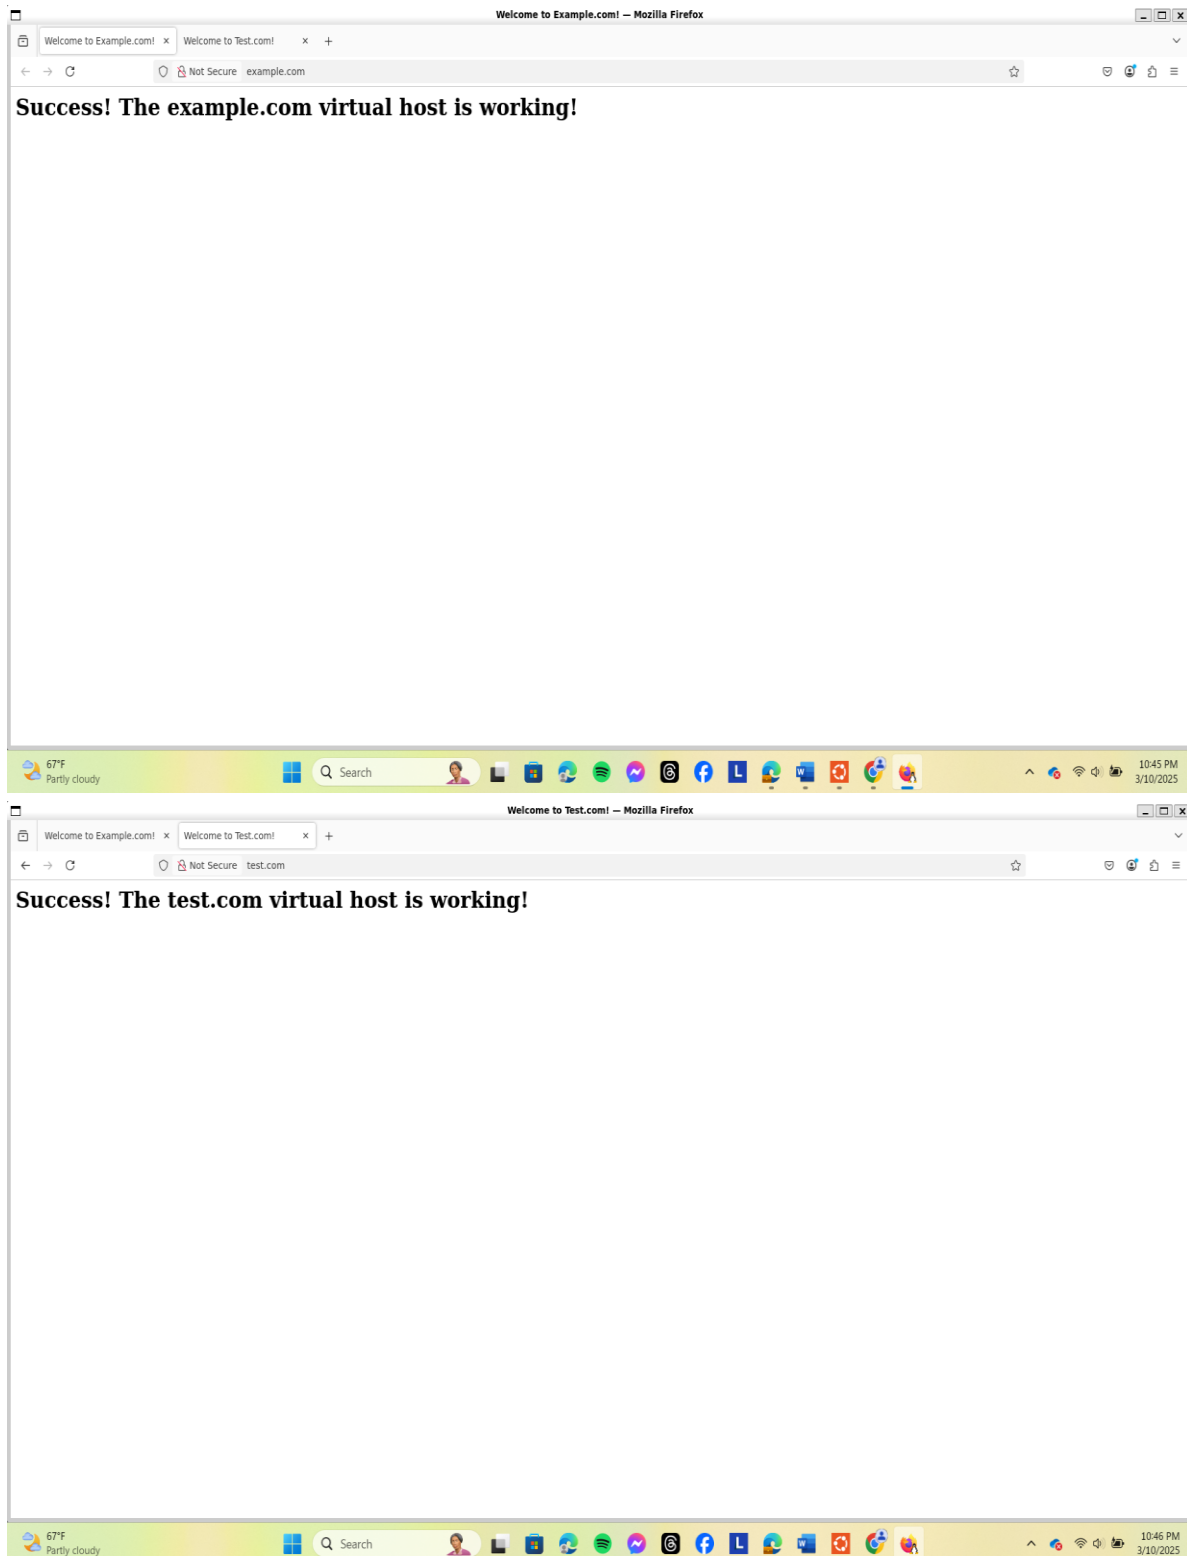 Welcome to Example.com! — Mozilla Firefox
Welcome to Example.com! Welcome to Test.com!
Not Secure example.com
Success! The example.com virtual host is working!
67°F
Partly cloudy
Search
10:45 PM
3/10/2025
Welcome to Test.com! — Mozilla Firefox
Welcome to Example.com! Welcome to Test.com!
Not Secure test.com
Success! The test.com virtual host is working!
67°F
Partly cloudy
Search
10:46 PM
3/10/2025